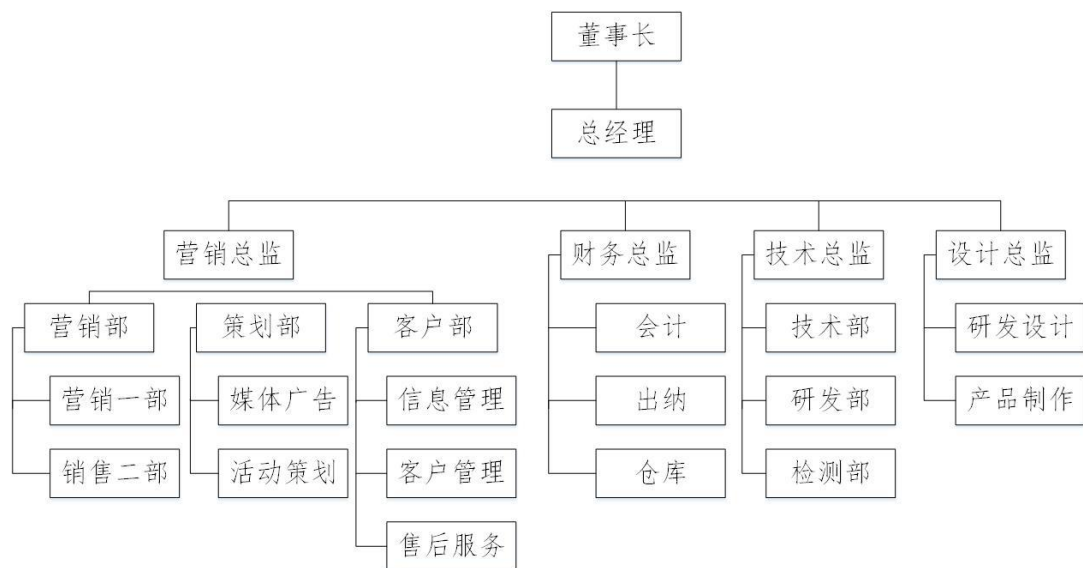 董事长
总经理
营销总监
财务总监
技术总监
设计总监
营销部
策划部
客户部
会计
技术部
研发设计
营销一部
媒体广告
信息管理
出纳
研发部
产品制作
销售二部
活动策划
客户管理
仓库
检测部
售后服务